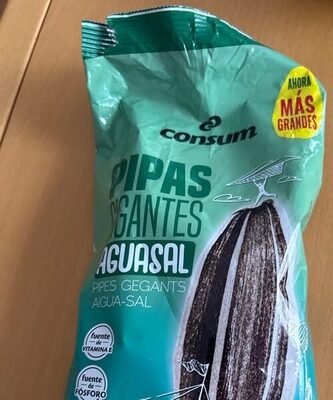 consum
AHORA
MÁS
GRANDES
PIPAS
GIGANTES
AGUASAL
PIPES GEGANTS
AIGUA-SAL
fuente de
VITAMINA E
fuente de
FÓSFORO